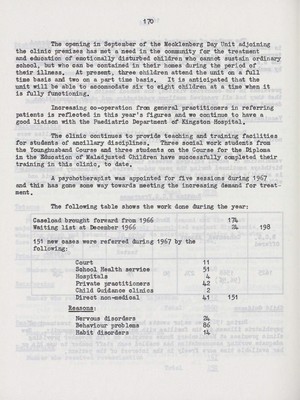 170
The opening in September of the Mecklenburg Day Unit adjoining
the clinic premises has met a need in the community for the treatment
and education of emotionally disturbed children who cannot sustain ordinary
school, but who can be contained in their homes during the period of
their illness. At present, three children attend the unit on a full
time basis and two on a part time basis. It is anticipated that the
unit will be able to accommodate six to eight children at a time when it
is fully functioning.
Increasing co-operation from general practitioners in referring
patients is reflected in this year's figures and we continue to have a
good liaison with the Paediatric Department of Kingston Hospital.
The clinic continues to provide teaching and training facilities
for students of ancillary disciplines. Three social work students from
the Younghusband Course and three students on the Course for the Diploma
in the Education of Maladjusted Children have successfully completed their
training in this clinic, to date.
A psychotherapist was appointed for five sessions during 1967
and this has gone some way towards meeting the increasing demand for treat-
ment.
The following table shows the work done during the year:
Caseload brought forward from 1966 174
Waiting list at December 1966 24 198
151 new cases were referred during 1967 by the
following:
Court 11
School Health service 51
Hospitals 4
Private practitioners 42
Child Guidance clinics 2
Direct non-medical 41 151
Reasons:
Nervous disorders 24
Behaviour problems 86
Habit disorders 14